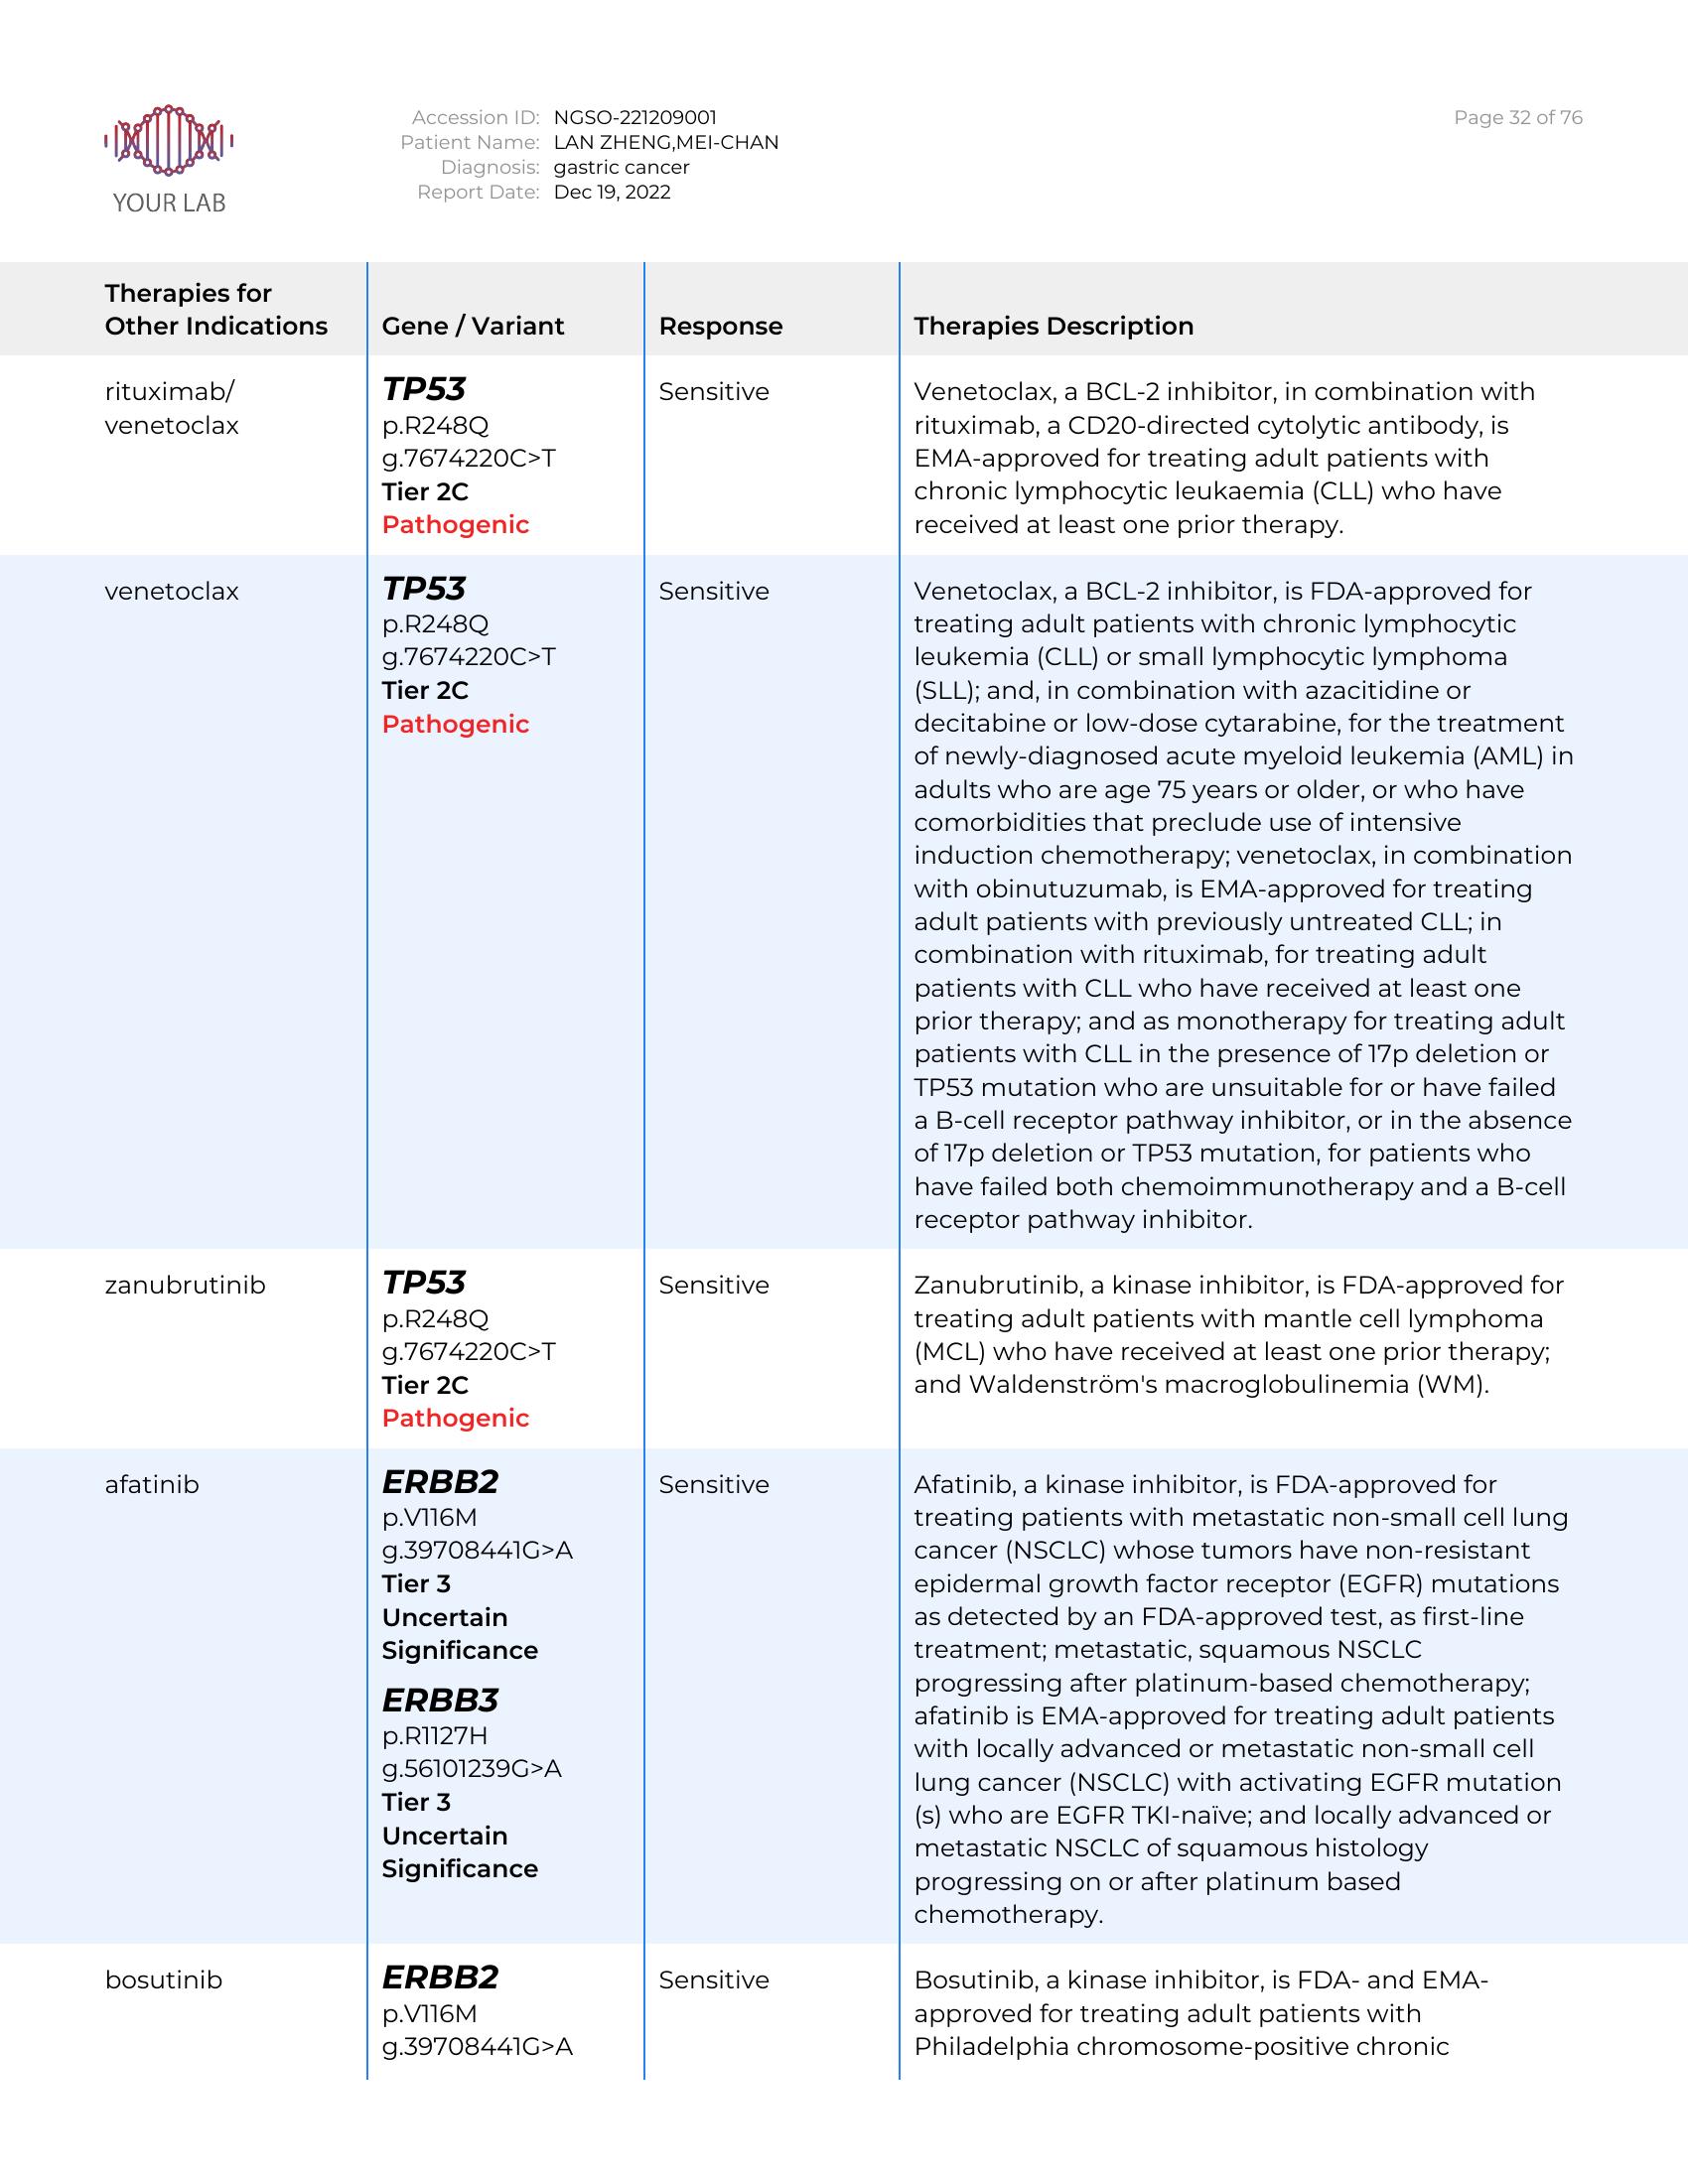 YOUR LAB
Accession ID: NGSO-221209001
Patient Name: LAN ZHENG,MEI-CHAN
Diagnosis: gastric cancer
Report Date: Dec 19, 2022
Page 32 of 76
Therapies for
Other Indications
Gene / Variant
Response
Therapies Description
rituximab/
venetoclax
TP53
p.R248Q
g.7674220C>T
Tier 2C
Pathogenic
Sensitive
Venetoclax, a BCL-2 inhibitor, in combination with
rituximab, a CD20-directed cytolytic antibody, is
EMA-approved for treating adult patients with
chronic lymphocytic leukaemia (CLL) who have
received at least one prior therapy.
venetoclax
TP53
p.R248Q
g.7674220C>T
Tier 2C
Pathogenic
Sensitive
Venetoclax, a BCL-2 inhibitor, is FDA-approved for
treating adult patients with chronic lymphocytic
leukemia (CLL) or small lymphocytic lymphoma
(SLL); and, in combination with azacitidine or
decitabine or low-dose cytarabine, for the treatment
of newly-diagnosed acute myeloid leukemia (AML) in
adults who are age 75 years or older, or who have
comorbidities that preclude use of intensive
induction chemotherapy; venetoclax, in combination
with obinutuzumab, is EMA-approved for treating
adult patients with previously untreated CLL; in
combination with rituximab, for treating adult
patients with CLL who have received at least one
prior therapy; and as monotherapy for treating adult
patients with CLL in the presence of 17p deletion or
TP53 mutation who are unsuitable for or have failed
a B-cell receptor pathway inhibitor, or in the absence
of 17p deletion or TP53 mutation, for patients who
have failed both chemoimmunotherapy and a B-cell
receptor pathway inhibitor.
zanubrutinib
TP53
p.R248Q
g.7674220C>T
Tier 2C
Pathogenic
Sensitive
Zanubrutinib, a kinase inhibitor, is FDA-approved for
treating adult patients with mantle cell lymphoma
(MCL) who have received at least one prior therapy;
and Waldenström's macroglobulinemia (WM).
afatinib
ERBB2
p.V116M
g.39708441G>A
Tier 3
Uncertain
Significance
ERBB3
p.R1127H
g.56101239G>A
Tier 3
Uncertain
Significance
Sensitive
Afatinib, a kinase inhibitor, is FDA-approved for
treating patients with metastatic non-small cell lung
cancer (NSCLC) whose tumors have non-resistant
epidermal growth factor receptor (EGFR) mutations
as detected by an FDA-approved test, as first-line
treatment; metastatic, squamous NSCLC
progressing after platinum-based chemotherapy;
afatinib is EMA-approved for treating adult patients
with locally advanced or metastatic non-small cell
lung cancer (NSCLC) with activating EGFR mutation
(s) who are EGFR TKI-naïve; and locally advanced or
metastatic NSCLC of squamous histology
progressing on or after platinum based
chemotherapy.
bosutinib
ERBB2
p.V116M
g.39708441G>A
Sensitive
Bosutinib, a kinase inhibitor, is FDA- and EMA-
approved for treating adult patients with
Philadelphia chromosome-positive chronic